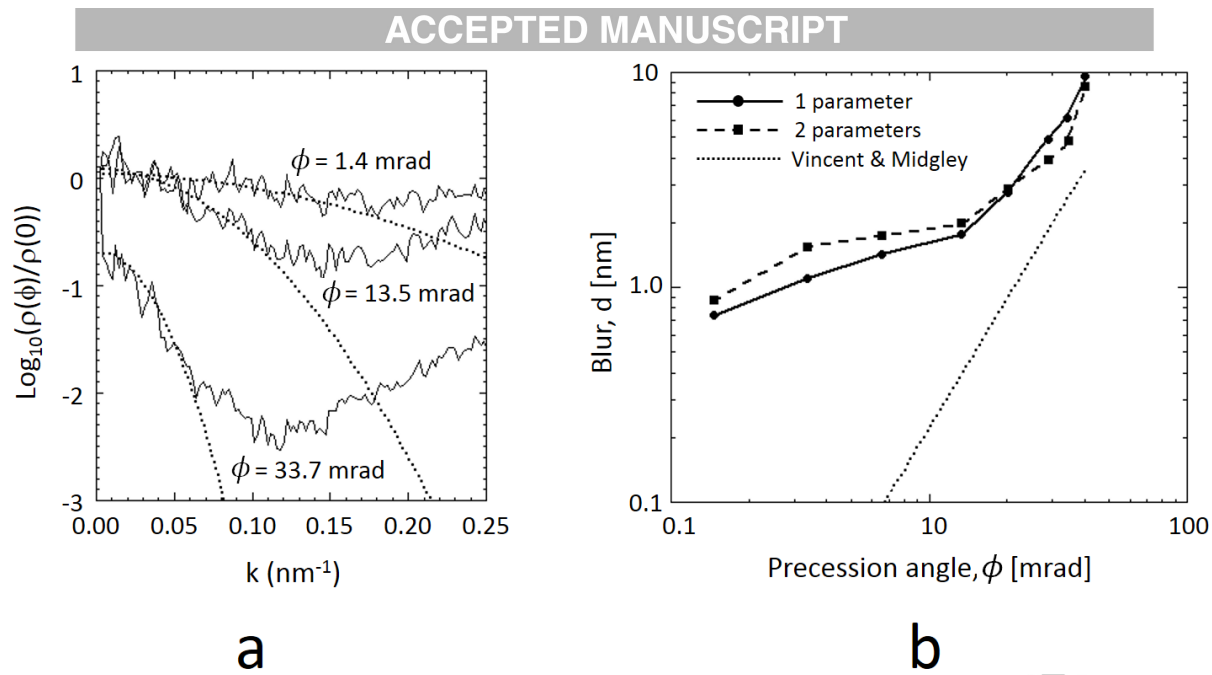 ACCEPTED MANUSCRIPT
1
0
-1
-2
-3
Log10(ρ(ϕ)/ρ(0))
ϕ = 1.4 mrad
ϕ = 13.5 mrad
ϕ = 33.7 mrad
0.00 0.05 0.10 0.15 0.20 0.25
k (nm-1)
a
10
1.0
0.1
Blur, d [nm]
1 parameter
2 parameters
Vincent & Midgley
0.1 10 100
Precession angle, ϕ [mrad]
b